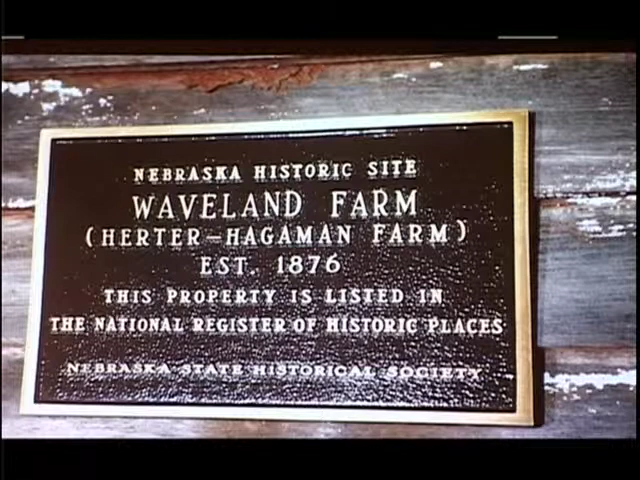 NEBRASKA HISTORIC SITE
WAVELAND FARM
(HERTER-HAGAMAN FARM)
EST. 1876
THIS PROPERTY IS LISTED IN
THE NATIONAL REGISTER OF HISTORIC PLACES
NEBRASKA STATE HISTORICAL SOCIETY